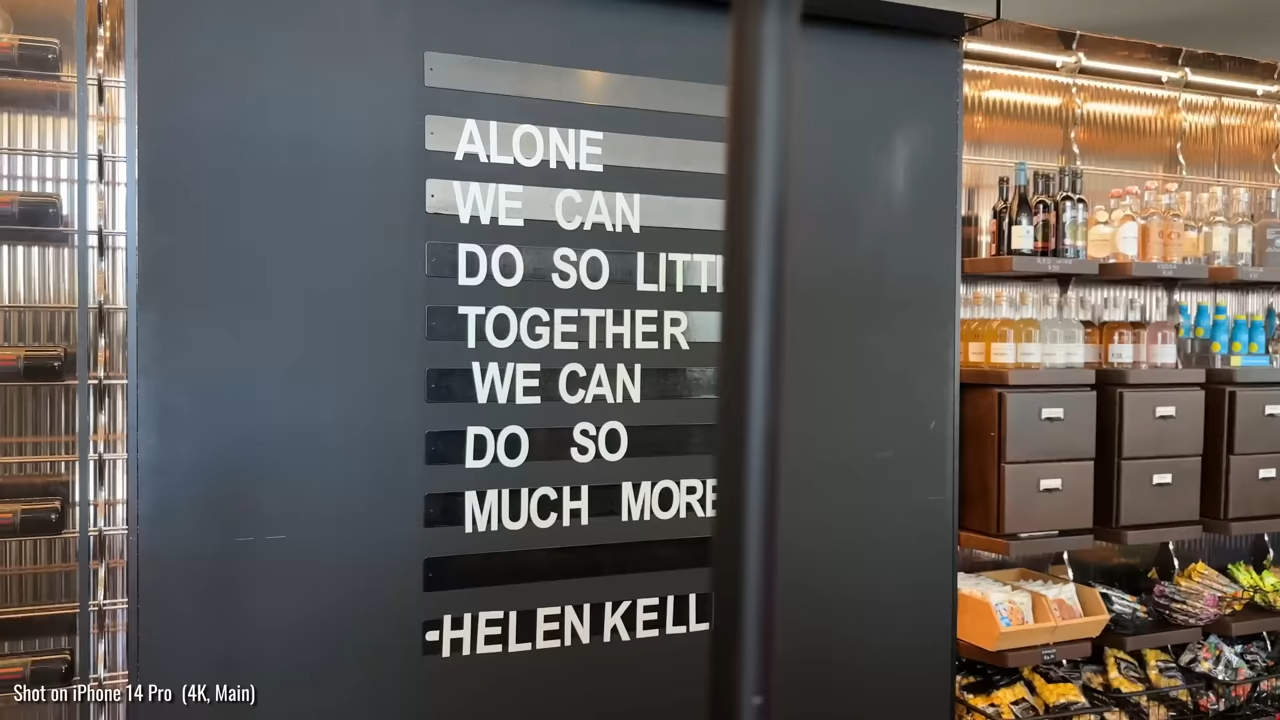 ALONE
WE CAN
DO SO LITTL
TOGETHER
WE CAN
DO SO
MUCH MORE
-HELEN KELL
Shot on iPhone 14 Pro (4K, Main)